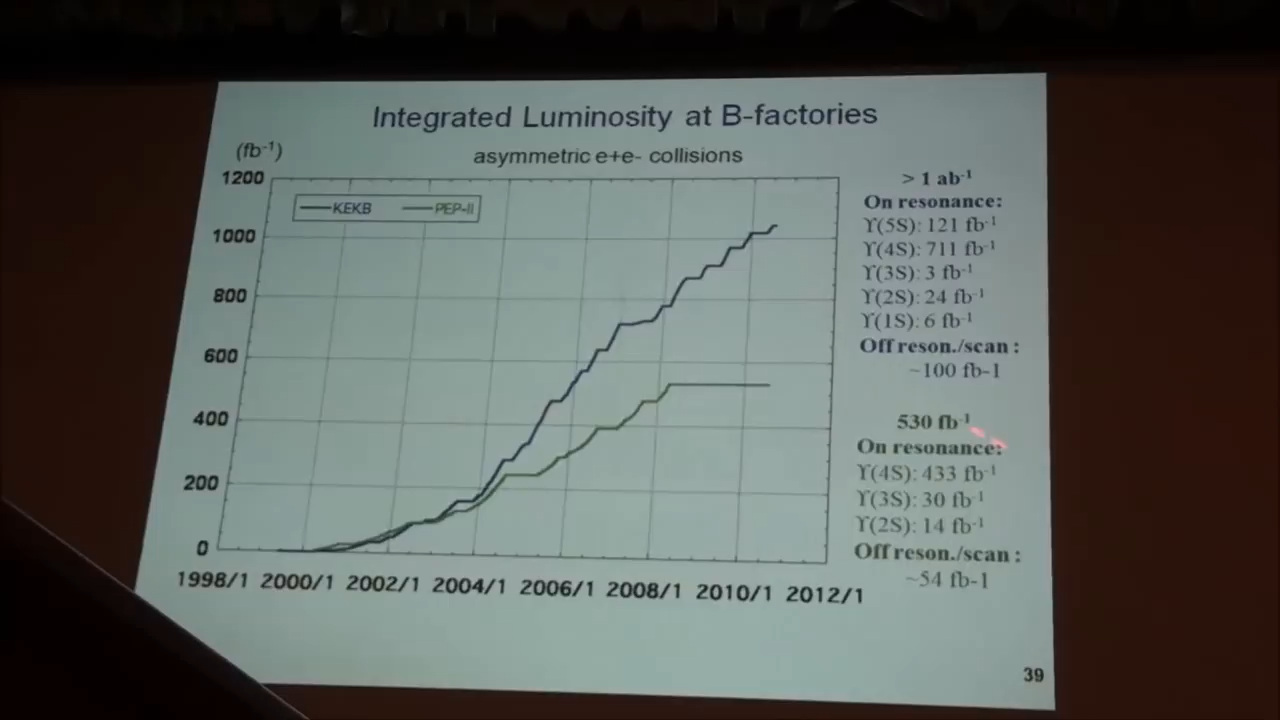 Integrated Luminosity at B-factories
(fb⁻¹)
asymmetric e+e- collisions
1200
1000
800
600
400
200
0
KEKB
PEP-II
1998/1 2000/1 2002/1 2004/1 2006/1 2008/1 2010/1 2012/1
> 1 ab⁻¹
On resonance:
ϒ(5S): 121 fb⁻¹
ϒ(4S): 711 fb⁻¹
ϒ(3S): 3 fb⁻¹
ϒ(2S): 24 fb⁻¹
ϒ(1S): 6 fb⁻¹
Off reson./scan :
~100 fb-1
530 fb⁻¹
On resonance:
ϒ(4S): 433 fb⁻¹
ϒ(3S): 30 fb⁻¹
ϒ(2S): 14 fb⁻¹
Off reson./scan :
~54 fb-1
39